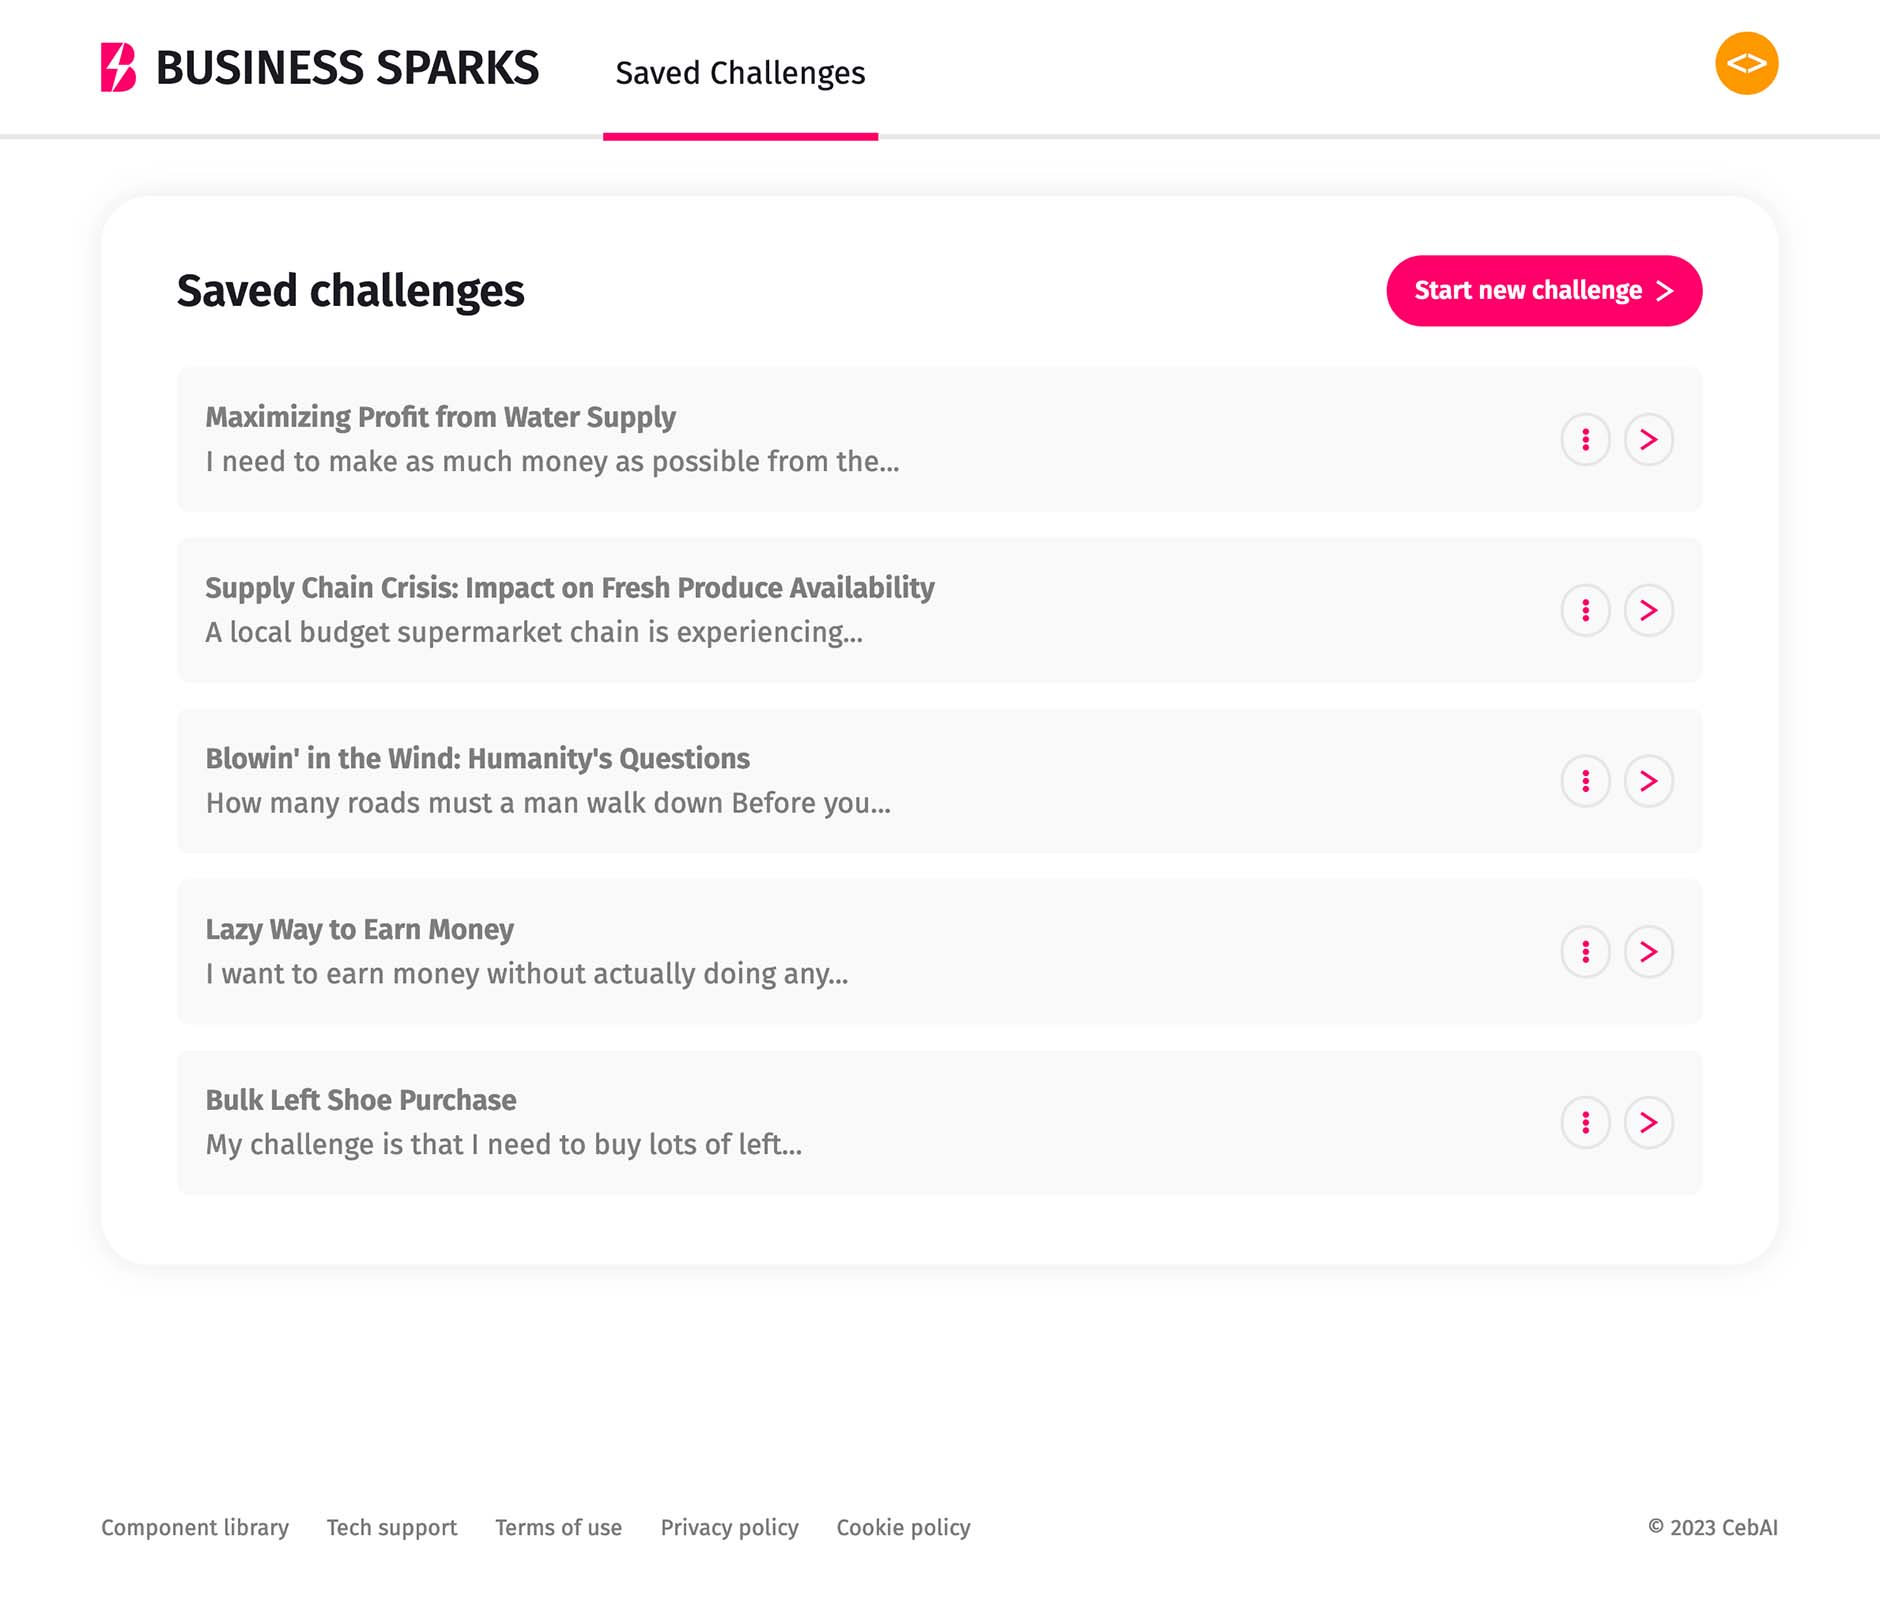 BUSINESS SPARKS
Saved Challenges
<>
Saved challenges
Start new challenge >
Maximizing Profit from Water Supply
I need to make as much money as possible from the...
Supply Chain Crisis: Impact on Fresh Produce Availability
A local budget supermarket chain is experiencing...
Blowin' in the Wind: Humanity's Questions
How many roads must a man walk down Before you...
Lazy Way to Earn Money
I want to earn money without actually doing any...
Bulk Left Shoe Purchase
My challenge is that I need to buy lots of left...
Component library Tech support Terms of use Privacy policy Cookie policy © 2023 CebAI